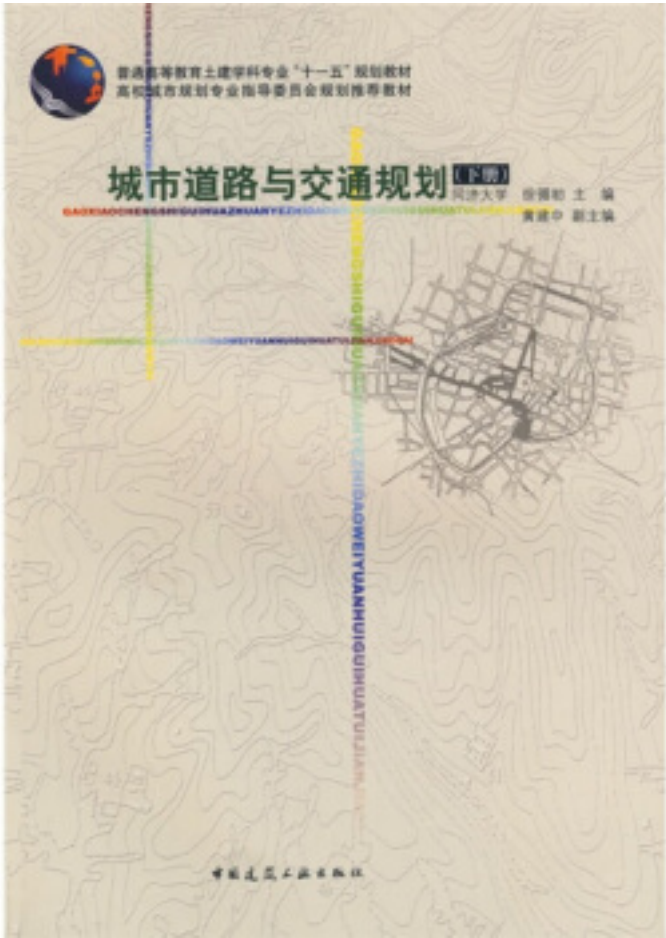 普通高等教育土建学科专业“十一五”规划教材
高校城市规划专业指导委员会规划推荐教材
城市道路与交通规划(下册)
同济大学 徐循初 主 编
黄建中 副主编
GAOXIAOCHENGSHIGUIHUAZHUANYEZHIDAO
WEIYUANHUIGUIHUATUIJIAN
中国建筑工业出版社